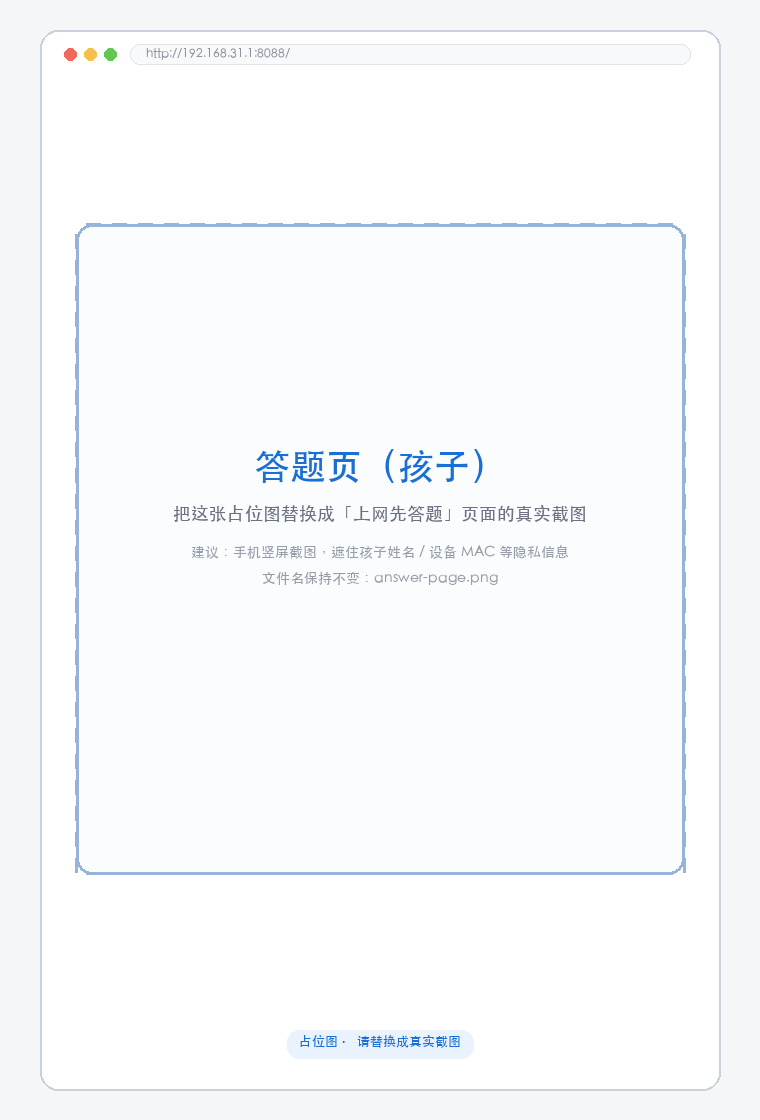 http://192.168.31.1:8088/
答题页（孩子）
把这张占位图替换成「上网先答题」页面的真实截图
建议：手机竖屏截图，遮住孩子姓名 / 设备 MAC 等隐私信息
文件名保持不变：answer-page.png
占位图 · 请替换成真实截图